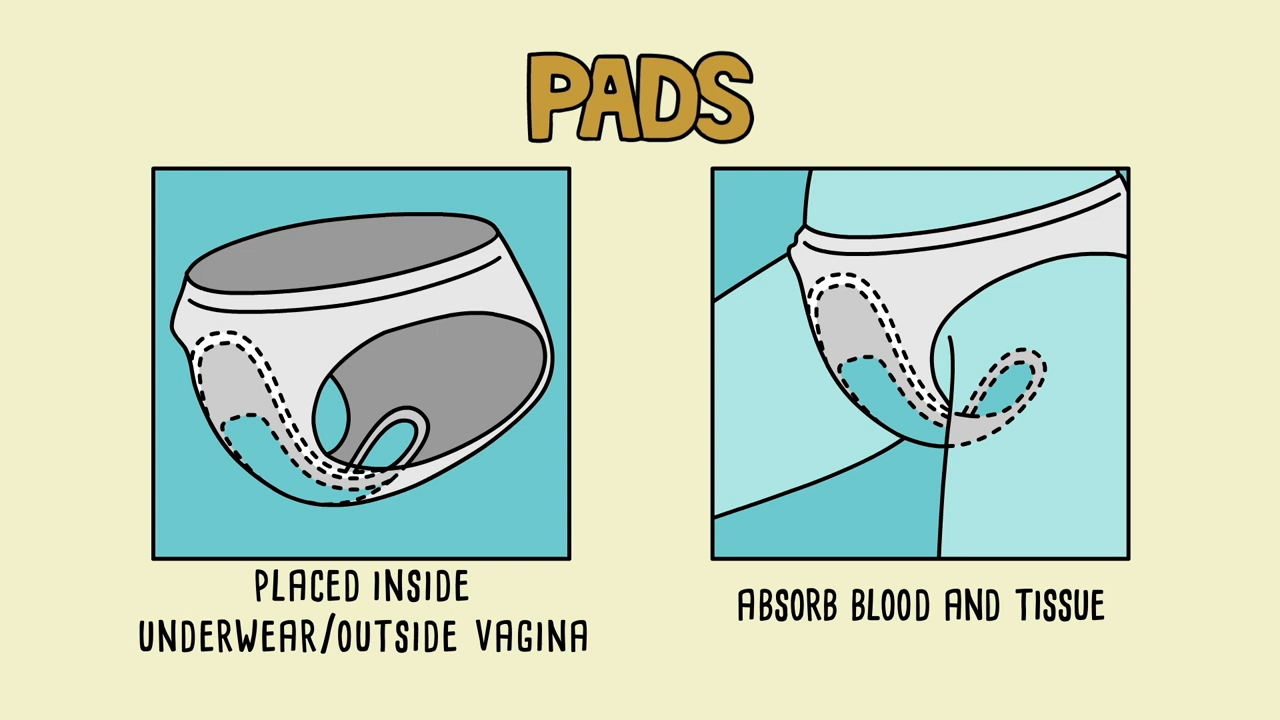 PADS
PLACED INSIDE
UNDERWEAR/OUTSIDE VAGINA
ABSORB BLOOD AND TISSUE